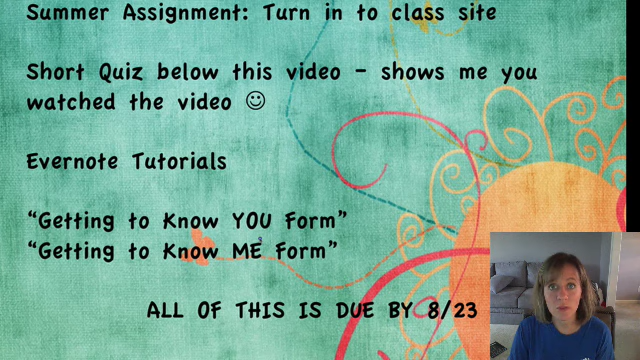 Summer Assignment: Turn in to class site
Short Quiz below this video - shows me you
watched the video ☺
Evernote Tutorials
“Getting to Know YOU Form”
“Getting to Know ME Form”
ALL OF THIS IS DUE BY 8/23